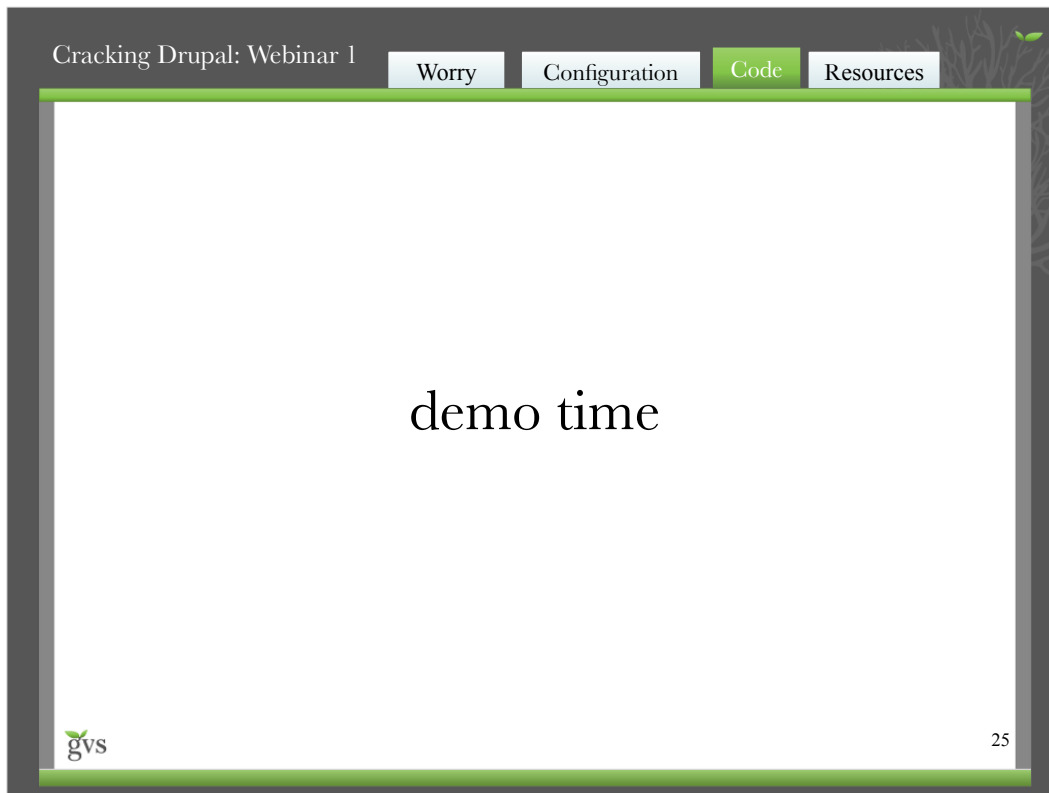 Cracking Drupal: Webinar 1
Worry Configuration Code Resources
demo time
gvs
25